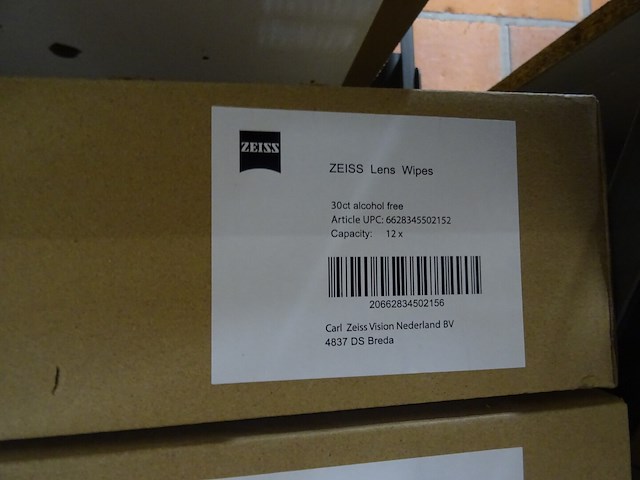 ZEISS
ZEISS Lens Wipes
30ct alcohol free
Article UPC: 6628345502152
Capacity: 12 x
20662834502156
Carl Zeiss Vision Nederland BV
4837 DS Breda